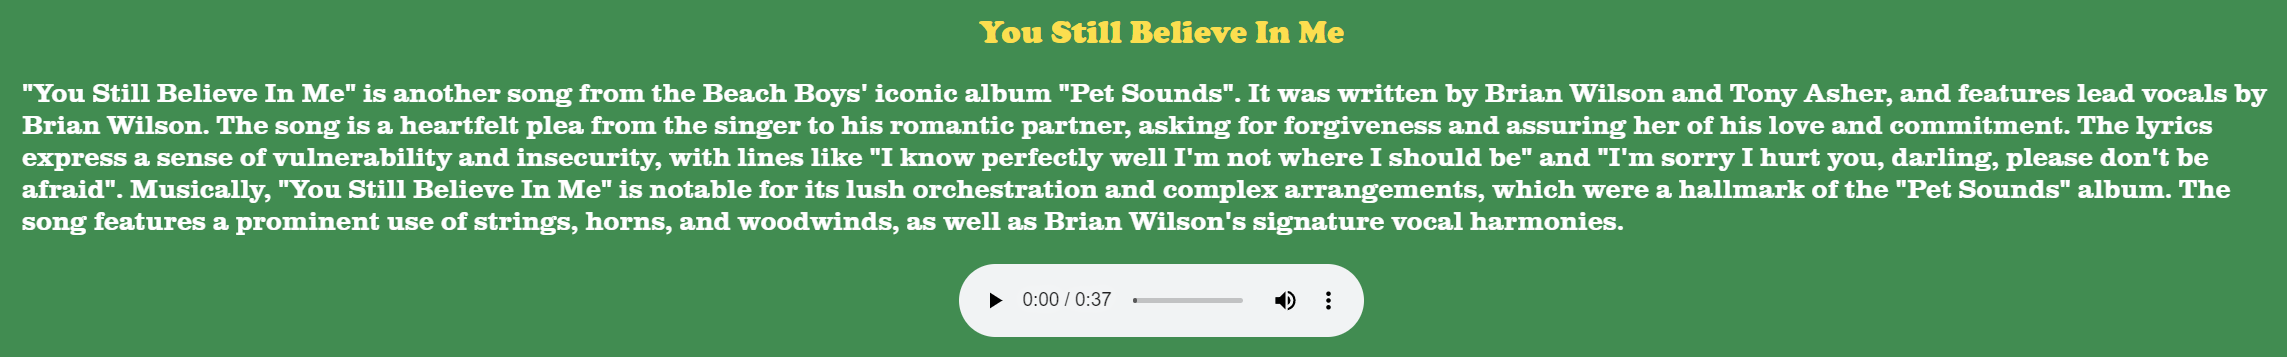 You Still Believe In Me
"You Still Believe In Me" is another song from the Beach Boys' iconic album "Pet Sounds". It was written by Brian Wilson and Tony Asher, and features lead vocals by
Brian Wilson. The song is a heartfelt plea from the singer to his romantic partner, asking for forgiveness and assuring her of his love and commitment. The lyrics
express a sense of vulnerability and insecurity, with lines like "I know perfectly well I'm not where I should be" and "I'm sorry I hurt you, darling, please don't be
afraid". Musically, "You Still Believe In Me" is notable for its lush orchestration and complex arrangements, which were a hallmark of the "Pet Sounds" album. The
song features a prominent use of strings, horns, and woodwinds, as well as Brian Wilson's signature vocal harmonies.
0:00 / 0:37